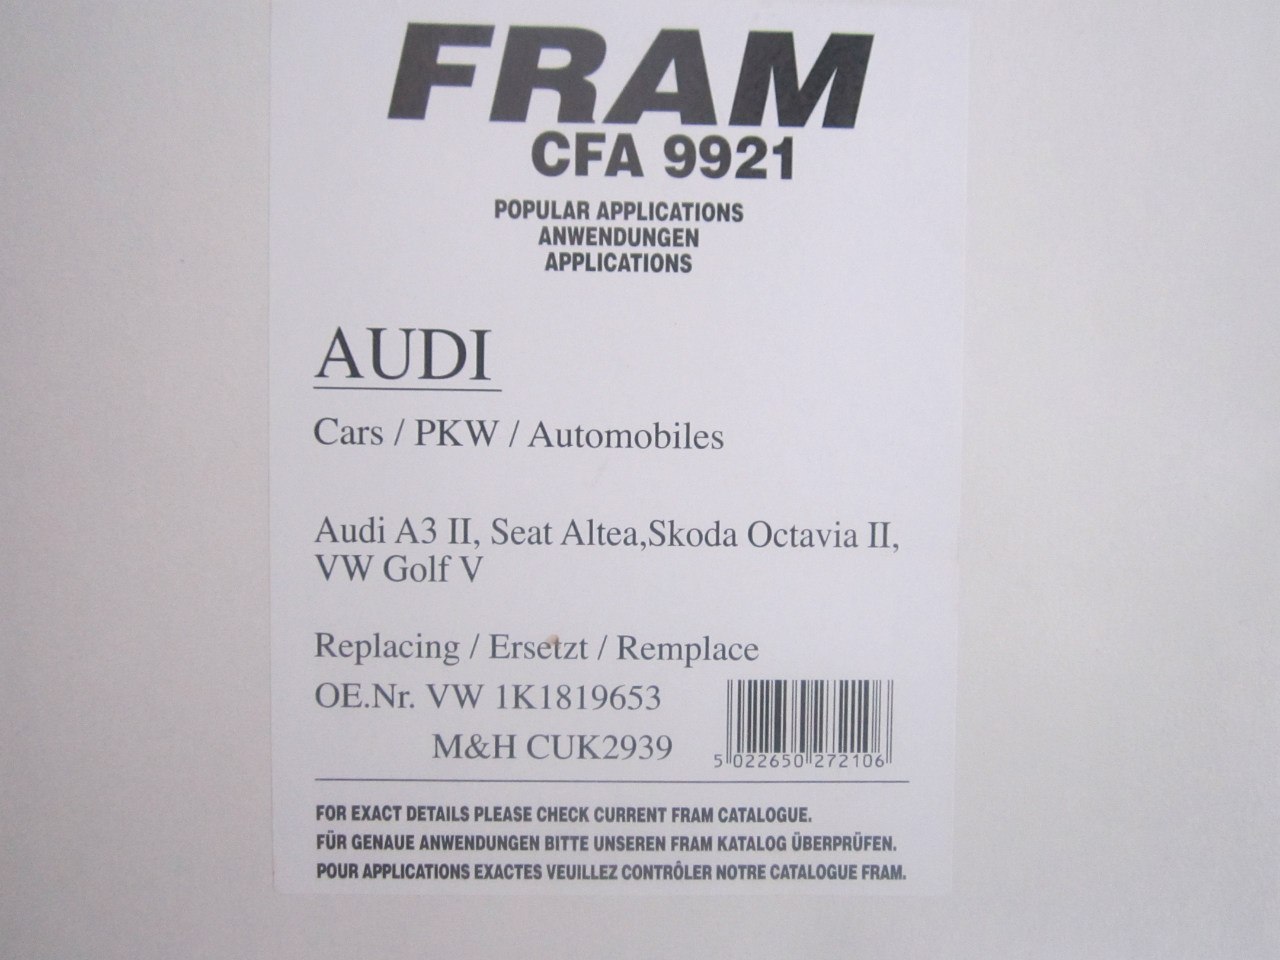 FRAM
CFA 9921
POPULAR APPLICATIONS
ANWENDUNGEN
APPLICATIONS
AUDI
Cars / PKW / Automobiles
Audi A3 II, Seat Altea,Skoda Octavia II,
VW Golf V
Replacing / Ersetzt / Remplace
OE.Nr. VW 1K1819653
M&H CUK2939
5 022650 272106
FOR EXACT DETAILS PLEASE CHECK CURRENT FRAM CATALOGUE.
FÜR GENAUE ANWENDUNGEN BITTE UNSEREN FRAM KATALOG ÜBERPRÜFEN.
POUR APPLICATIONS EXACTES VEUILLEZ CONTRÔLER NOTRE CATALOGUE FRAM.